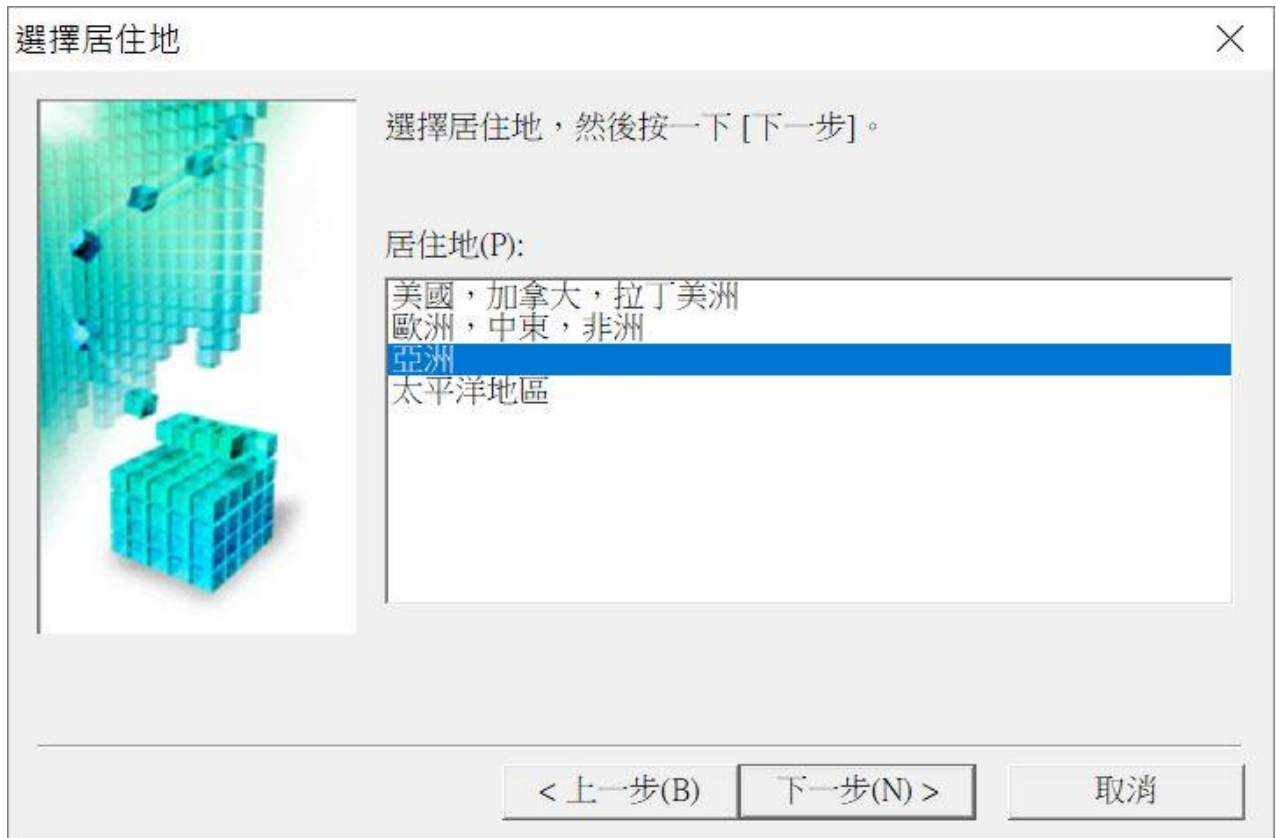 選擇居住地
選擇居住地，然後按一下 [下一步]。
居住地(P):
美國，加拿大，拉丁美洲
歐洲，中東，非洲
亞洲
太平洋地區
< 上一步(B)
下一步(N) >
取消